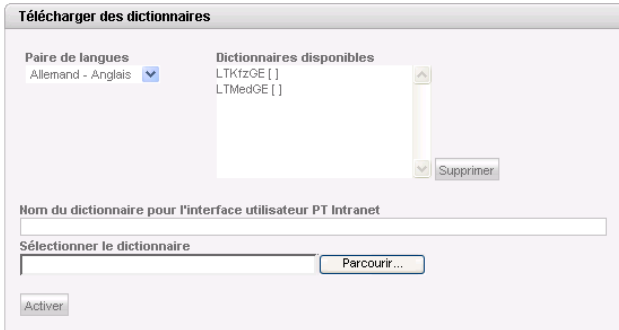 Télécharger des dictionnaires
Paire de langues
Allemand - Anglais
Dictionnaires disponibles
LTKfzGE [ ]
LTMedGE [ ]
Supprimer
Nom du dictionnaire pour l'interface utilisateur PT Intranet
Sélectionner le dictionnaire
Parcourir...
Activer